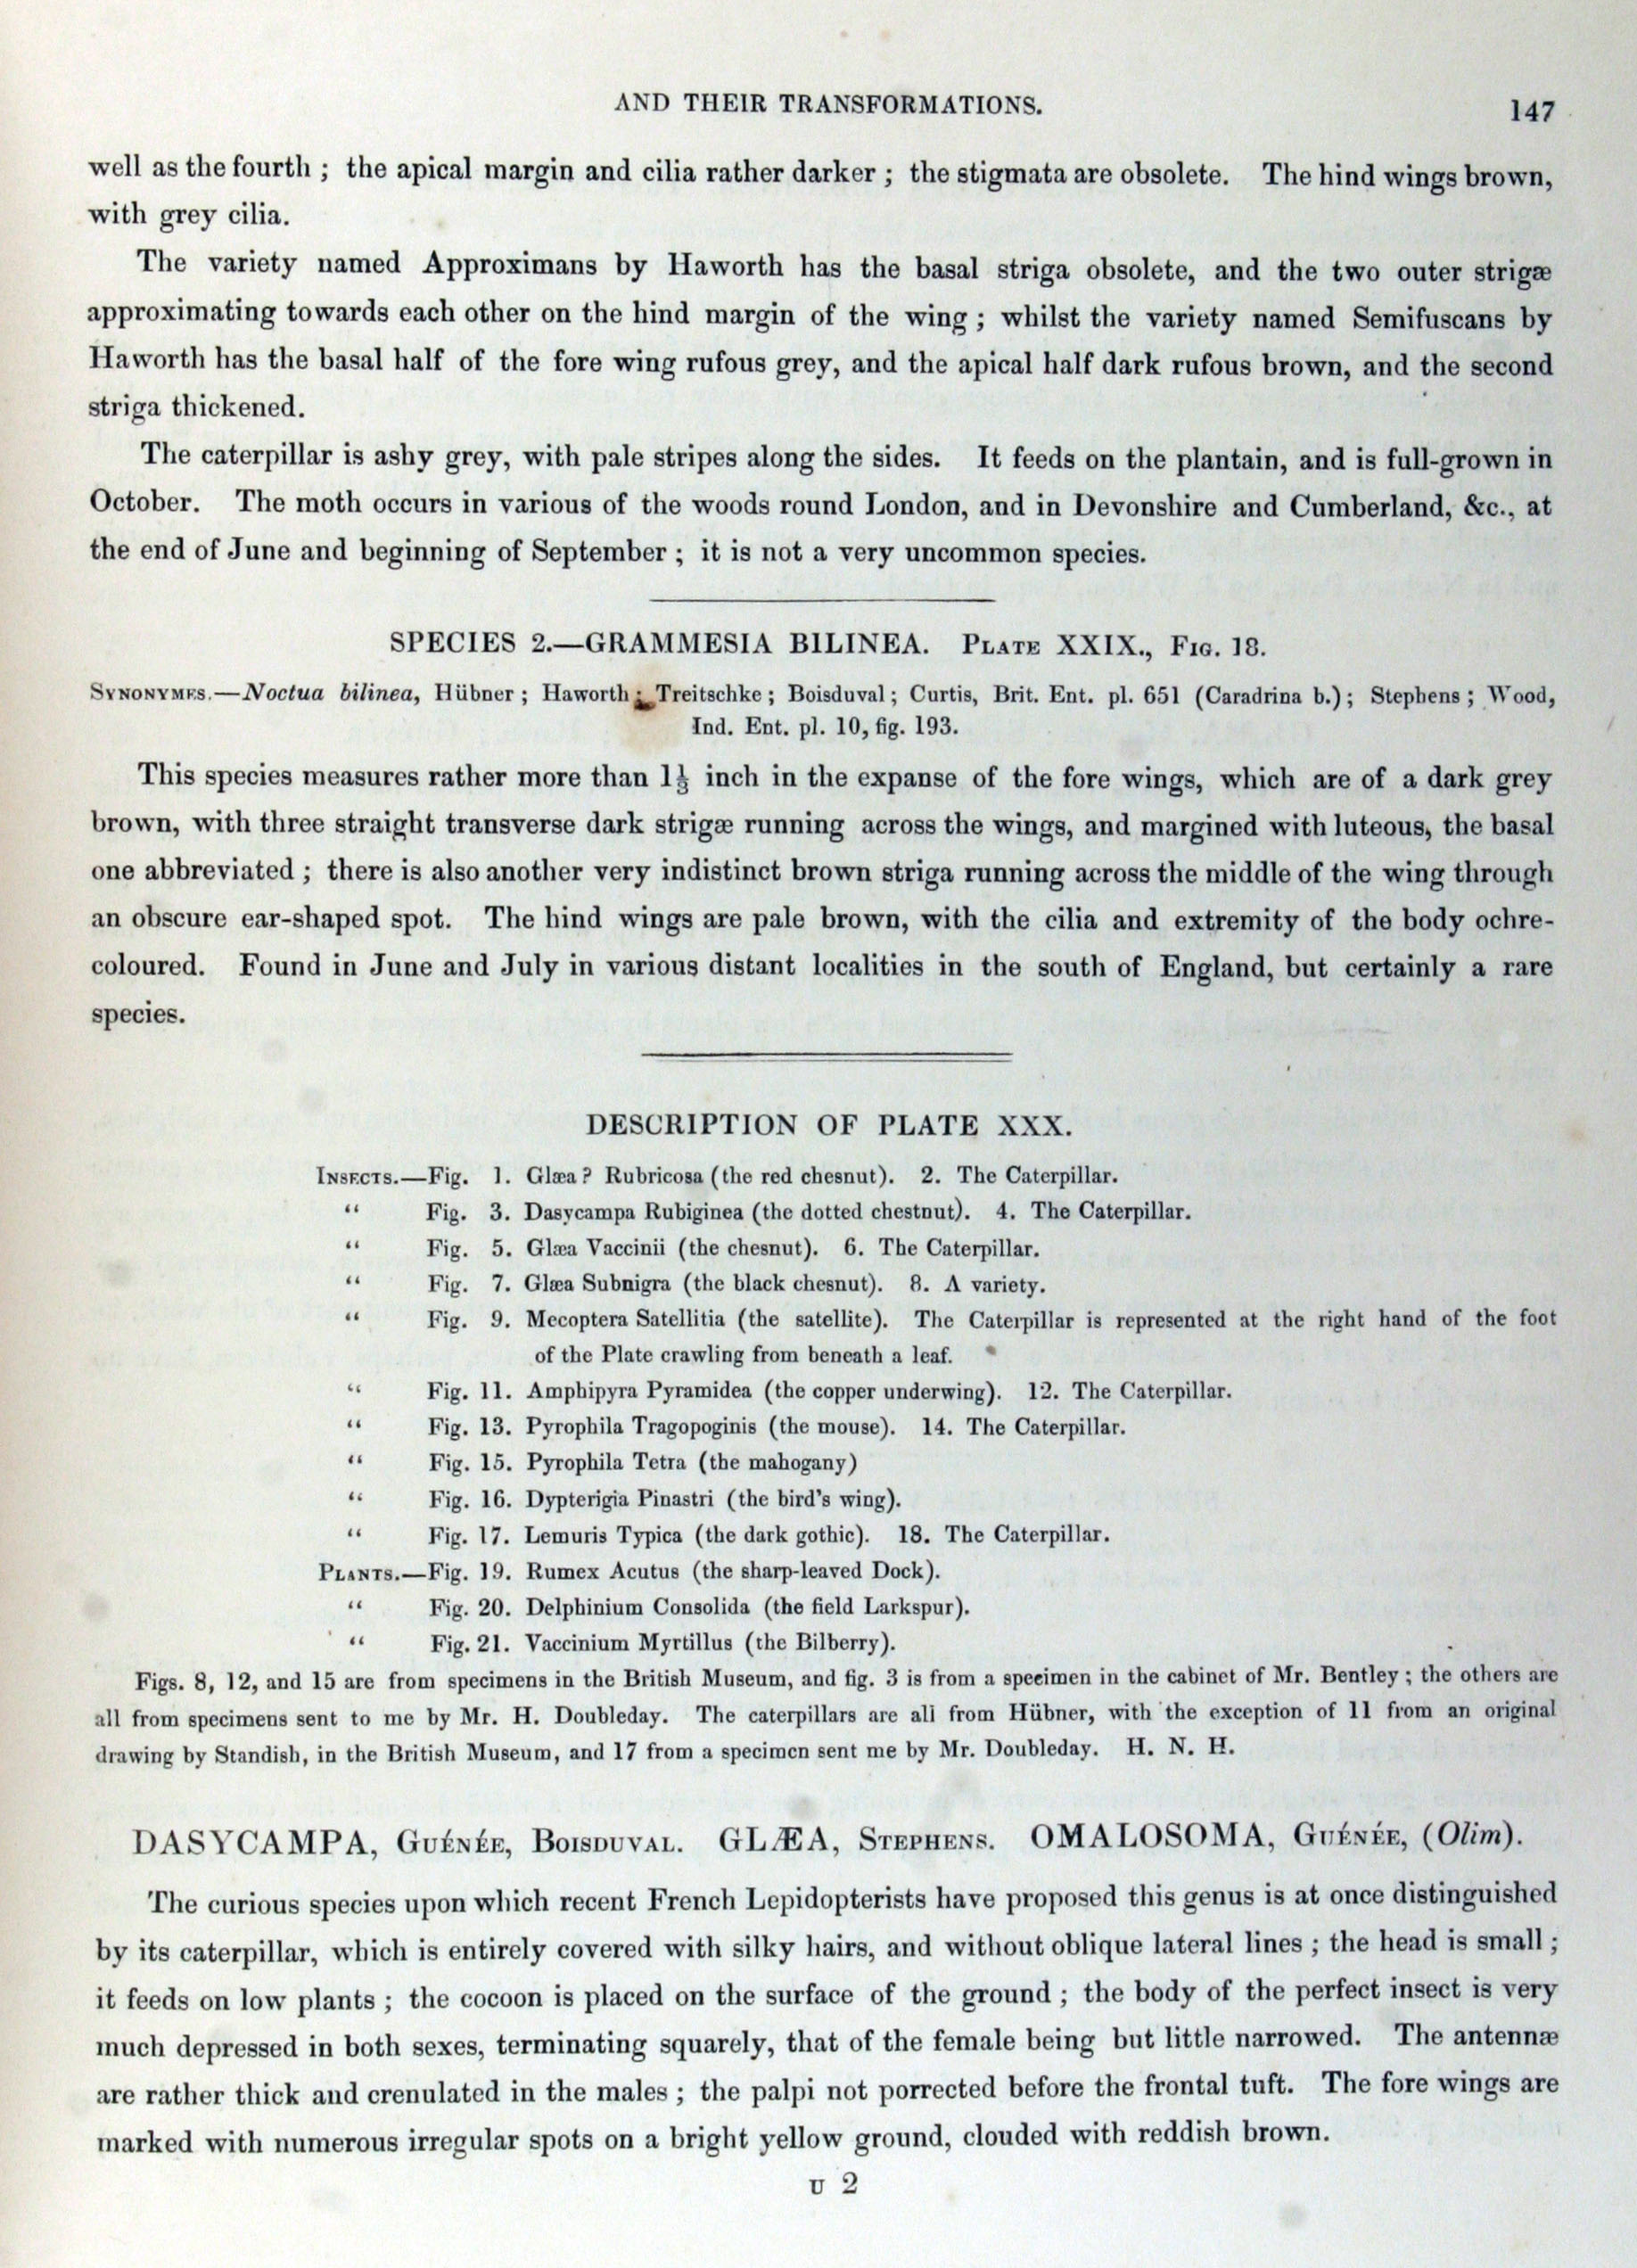 AND THEIR TRANSFORMATIONS. 147
well as the fourth ; the apical margin and cilia rather darker ; the stigmata are obsolete. The hind wings brown,
with grey cilia.
The variety named Approximans by Haworth has the basal striga obsolete, and the two outer strigæ
approximating towards each other on the hind margin of the wing ; whilst the variety named Semifuscans by
Haworth has the basal half of the fore wing rufous grey, and the apical half dark rufous brown, and the second
striga thickened.
The caterpillar is ashy grey, with pale stripes along the sides. It feeds on the plantain, and is full-grown in
October. The moth occurs in various of the woods round London, and in Devonshire and Cumberland, &c., at
the end of June and beginning of September ; it is not a very uncommon species.
SPECIES 2.—GRAMMESIA BILINEA. PLATE XXIX., FIG. 18.
SYNONYMES.—Noctua bilinea, Hübner ; Haworth ; Treitschke ; Boisduval ; Curtis, Brit. Ent. pl. 651 (Caradrina b.) ; Stephens ; Wood,
Ind. Ent. pl. 10, fig. 193.
This species measures rather more than 1 inch in the expanse of the fore wings, which are of a dark grey
brown, with three straight transverse dark strigæ running across the wings, and margined with luteous, the basal
one abbreviated ; there is also another very indistinct brown striga running across the middle of the wing through
an obscure ear-shaped spot. The hind wings are pale brown, with the cilia and extremity of the body ochre-
coloured. Found in June and July in various distant localities in the south of England, but certainly a rare
species.
DESCRIPTION OF PLATE XXX.
INSECTS.—Fig. 1. Glæa ? Rubricosa (the red chesnut). 2. The Caterpillar.
“ Fig. 3. Dasycampa Rubiginea (the dotted chestnut). 4. The Caterpillar.
“ Fig. 5. Glæa Vaccinii (the chesnut). 6. The Caterpillar.
“ Fig. 7. Glæa Subnigra (the black chesnut). 8. A variety.
“ Fig. 9. Mecoptera Satellitia (the satellite). The Caterpillar is represented at the right hand of the foot
of the Plate crawling from beneath a leaf.
“ Fig. 11. Amphipyra Pyramidea (the copper underwing). 12. The Caterpillar.
“ Fig. 13. Pyrophila Tragopoginis (the mouse). 14. The Caterpillar.
“ Fig. 15. Pyrophila Tetra (the mahogany)
“ Fig. 16. Dypterigia Pinastri (the bird's wing).
“ Fig. 17. Lemuris Typica (the dark gothic). 18. The Caterpillar.
PLANTS.—Fig. 19. Rumex Acutus (the sharp-leaved Dock).
“ Fig. 20. Delphinium Consolida (the field Larkspur).
“ Fig. 21. Vaccinium Myrtillus (the Bilberry).
Figs. 8, 12, and 15 are from specimens in the British Museum, and fig. 3 is from a specimen in the cabinet of Mr. Bentley ; the others are
all from specimens sent to me by Mr. H. Doubleday. The caterpillars are all from Hübner, with the exception of 11 from an original
drawing by Standish, in the British Museum, and 17 from a specimen sent me by Mr. Doubleday. H. N. H.
DASYCAMPA, GUÉNÉE, BOISDUVAL. GLÆA, STEPHENS. OMALOSOMA, GUÉNÉE, (Olim).
The curious species upon which recent French Lepidopterists have proposed this genus is at once distinguished
by its caterpillar, which is entirely covered with silky hairs, and without oblique lateral lines ; the head is small ;
it feeds on low plants ; the cocoon is placed on the surface of the ground ; the body of the perfect insect is very
much depressed in both sexes, terminating squarely, that of the female being but little narrowed. The antennæ
are rather thick and crenulated in the males ; the palpi not porrected before the frontal tuft. The fore wings are
marked with numerous irregular spots on a bright yellow ground, clouded with reddish brown.
U 2